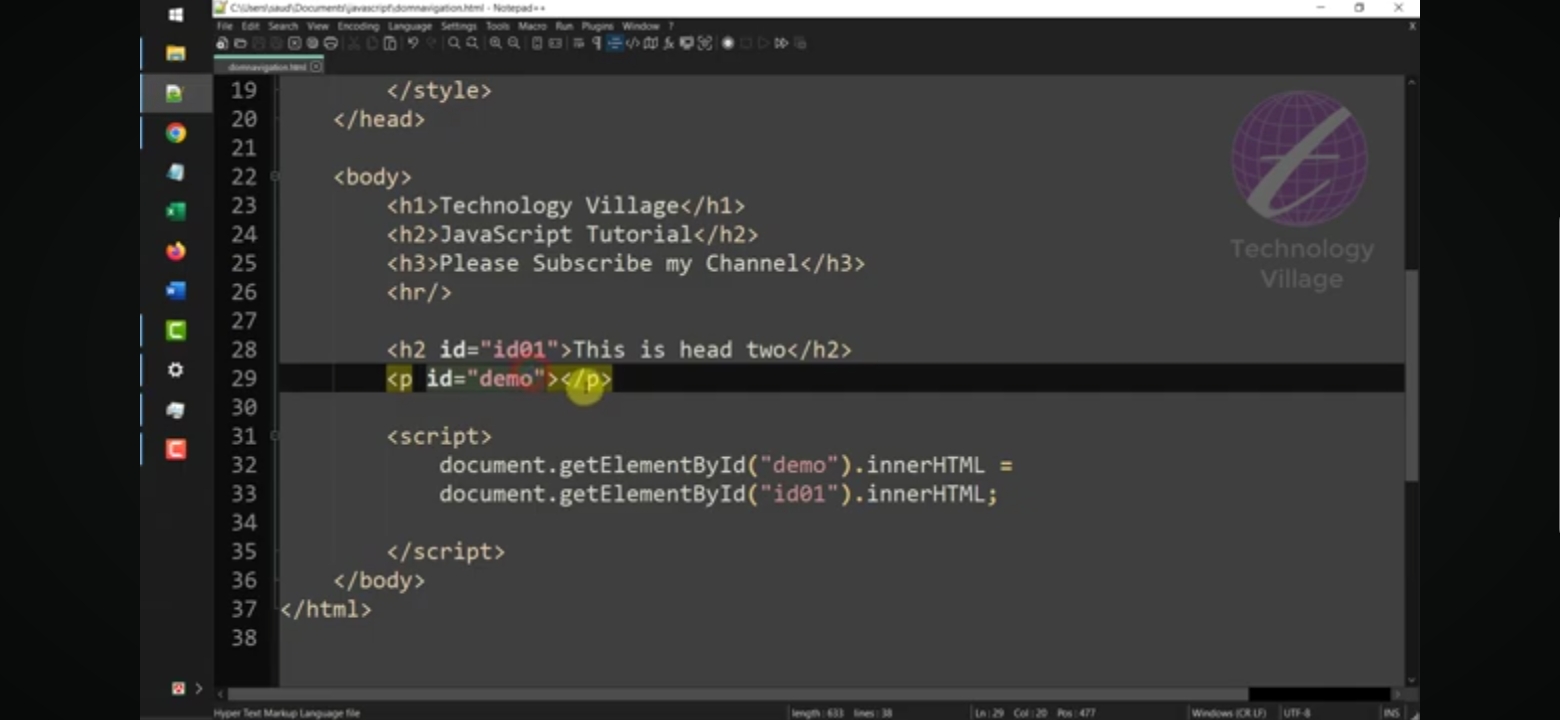 C:\Users\saud\Documents\javascript\domnavigation.html - Notepad++
File Edit Search View Encoding Language Settings Tools Macro Run Plugins Window ?
domnavigation.html
19 </style>
20 </head>
21
22 <body>
23 <h1>Technology Village</h1>
24 <h2>JavaScript Tutorial</h2>
25 <h3>Please Subscribe my Channel</h3>
26 <hr/>
27
28 <h2 id="id01">This is head two</h2>
29 <p id="demo"></p>
30
31 <script>
32 document.getElementById("demo").innerHTML =
33 document.getElementById("id01").innerHTML;
34
35 </script>
36 </body>
37 </html>
38
Technology
Village
Hyper Text Markup Language file length : 633 lines : 38 Ln : 29 Col : 20 Pos : 477 Windows (CR LF) UTF-8 INS